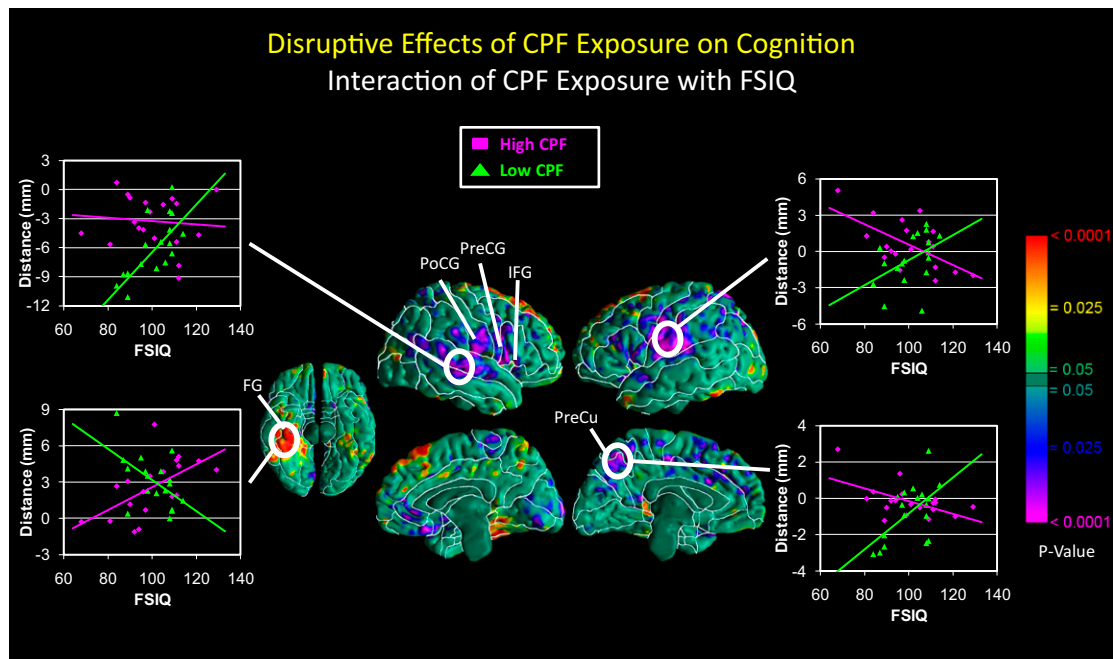 Disruptive Effects of CPF Exposure on Cognition
Interaction of CPF Exposure with FSIQ
High CPF
Low CPF
3
0
-3
-6
-9
-12
Distance (mm)
60 80 100 120 140
FSIQ
6
3
0
-3
-6
Distance (mm)
60 80 100 120 140
FSIQ
PoCG
PreCG
IFG
< 0.0001
= 0.025
= 0.05
= 0.05
= 0.025
< 0.0001
P-Value
FG
9
6
3
0
-3
Distance (mm)
60 80 100 120 140
FSIQ
PreCu
4
2
0
-2
-4
Distance (mm)
60 80 100 120 140
FSIQ